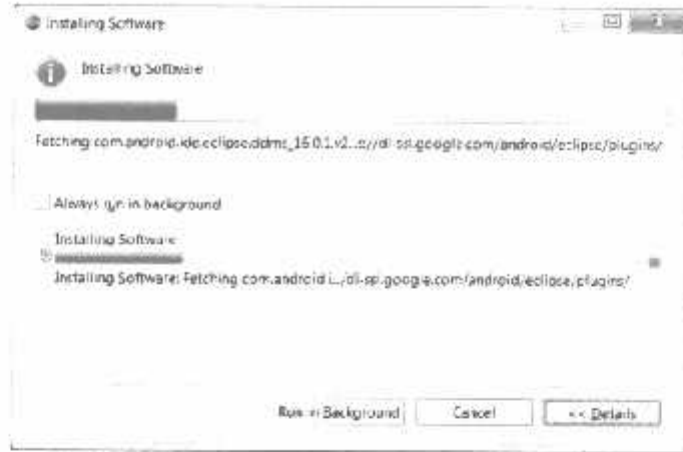 Installing Software
Installing Software
Fetching com.android.ide.eclipse.ddms_16.0.1.v2...s://dl-ssl.google.com/android/eclipse/plugins/
Always run in background
Installing Software
Installing Software: Fetching com.android.i.../dl-ssl.google.com/android/eclipse/plugins/
Run in Background
Cancel
<< Details